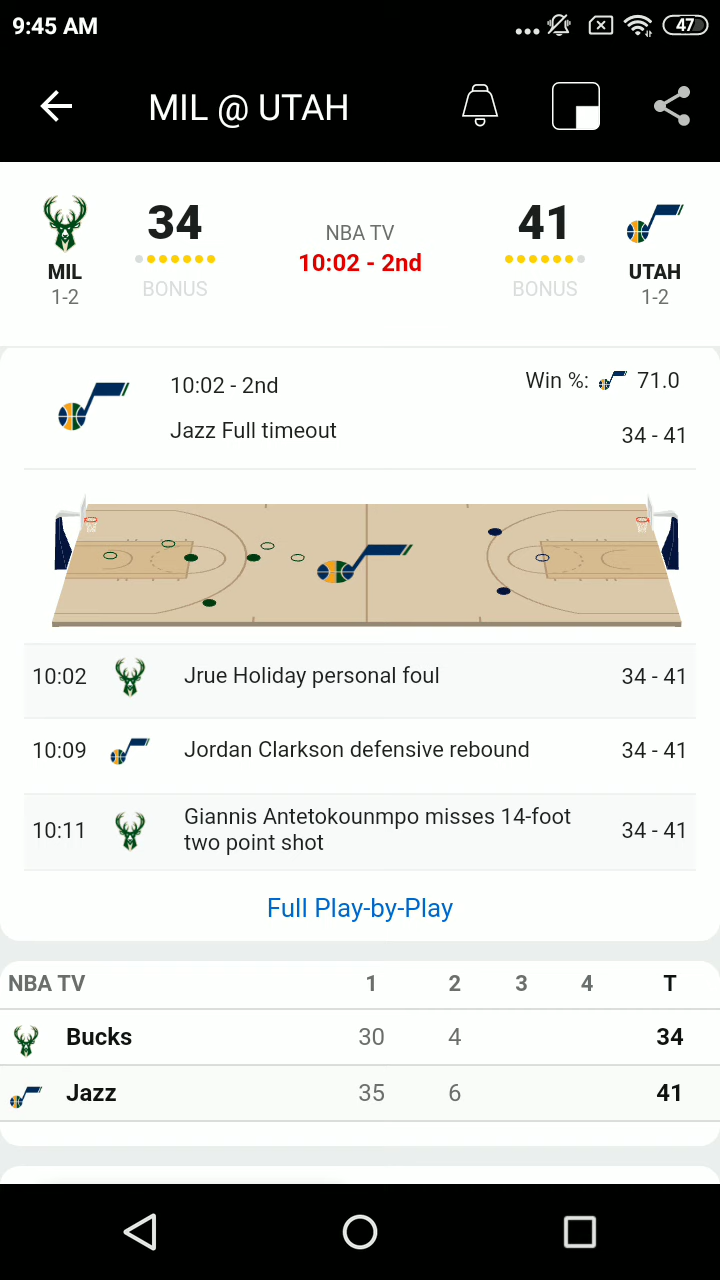 9:45 AM
47
MIL @ UTAH
34
41
NBA TV
10:02 - 2nd
MIL
1-2
BONUS
BONUS
UTAH
1-2
10:02 - 2nd
Win %: 71.0
Jazz Full timeout
34 - 41
10:02 Jrue Holiday personal foul 34 - 41
10:09 Jordan Clarkson defensive rebound 34 - 41
10:11 Giannis Antetokounmpo misses 14-foot
two point shot 34 - 41
Full Play-by-Play
NBA TV 1 2 3 4 T
Bucks 30 4 34
Jazz 35 6 41